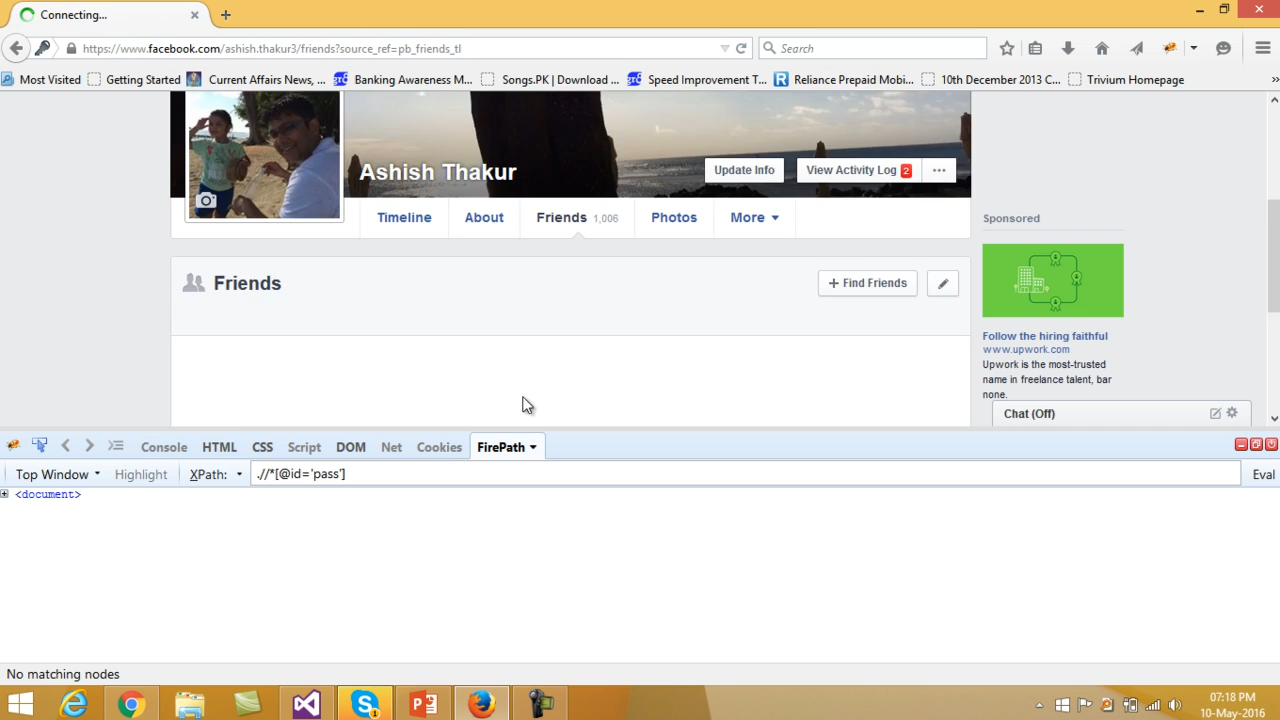 Connecting...
https://www.facebook.com/ashish.thakur3/friends?source_ref=pb_friends_tl
Search
Most Visited Getting Started Current Affairs News, ... Banking Awareness M... Songs.PK | Download ... Speed Improvement T... Reliance Prepaid Mobi... 10th December 2013 C... Trivium Homepage
Ashish Thakur
Update Info View Activity Log 2
Timeline About Friends 1,006 Photos More
Sponsored
Friends
+ Find Friends
Follow the hiring faithful
www.upwork.com
Upwork is the most-trusted
name in freelance talent, bar
none.
Chat (Off)
Console HTML CSS Script DOM Net Cookies FirePath
Top Window Highlight XPath: .//*[@id='pass'] Eval
<document>
No matching nodes
07:18 PM
10-May-2016